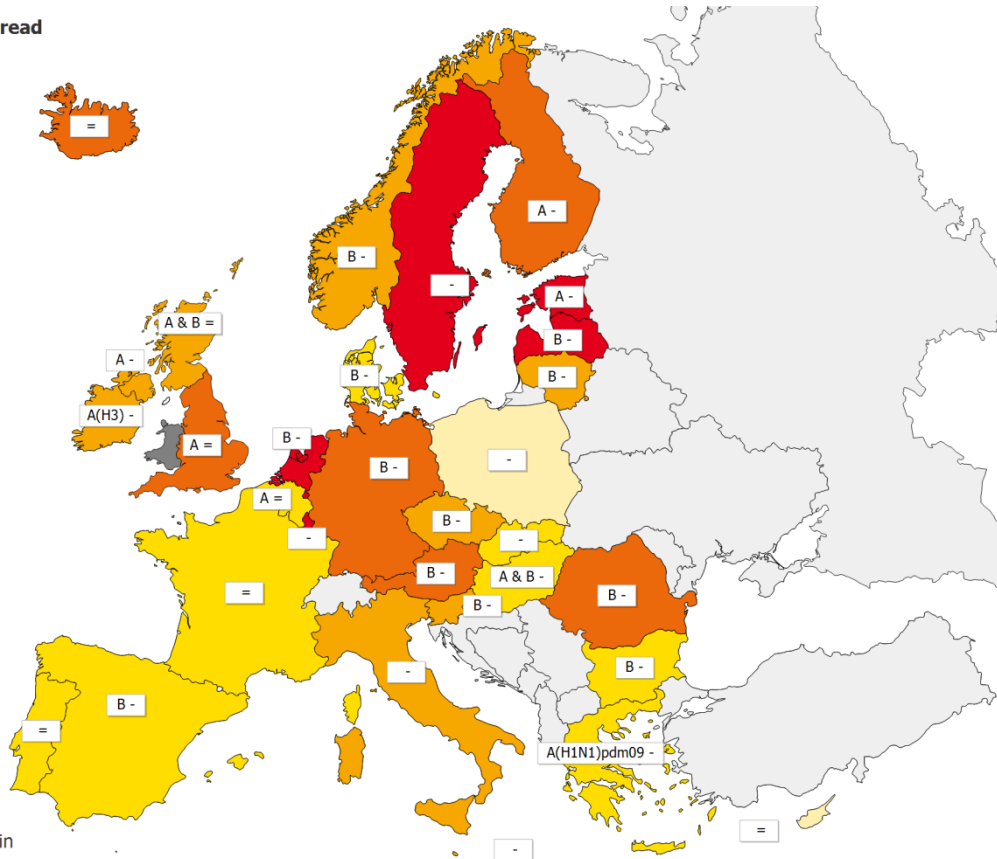 read
=
A -
B -
-
A -
A & B =
B -
A -
B -
B -
A(H3) -
B -
A =
B -
-
A =
B -
-
-
B -
A & B -
=
B -
B -
B -
-
B -
=
A(H1N1)pdm09 -
=
in
-